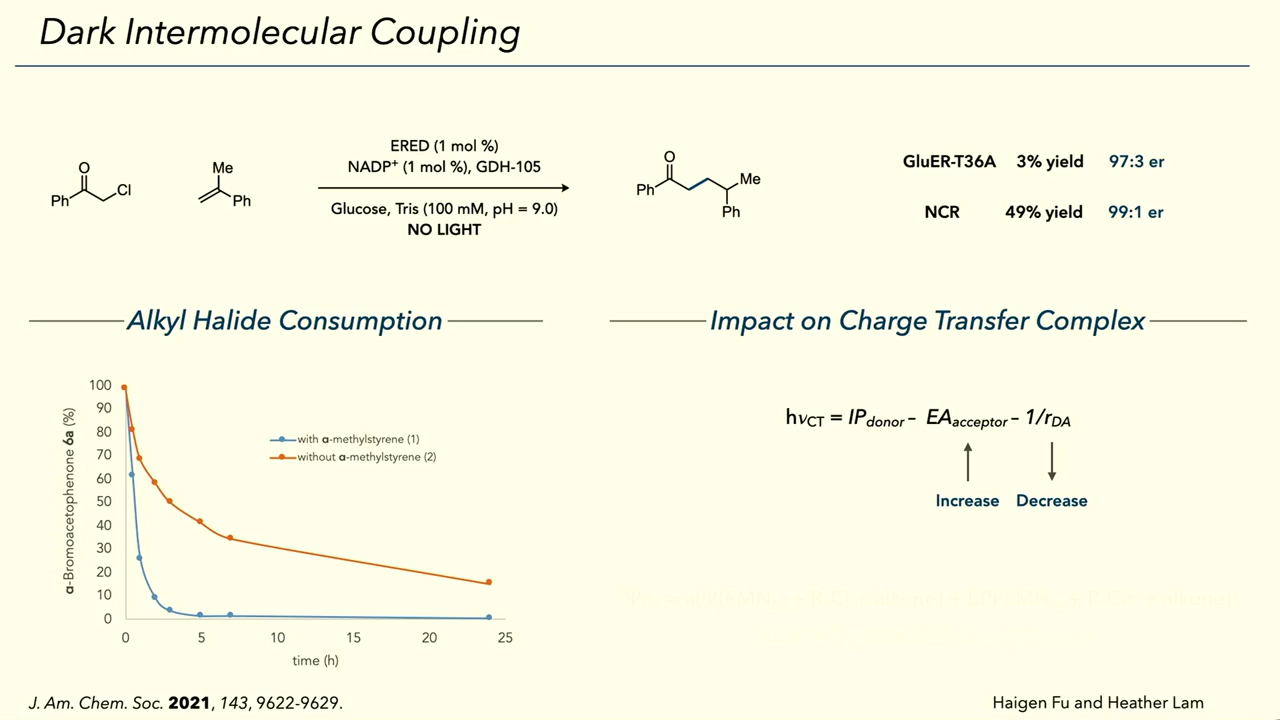 Dark Intermolecular Coupling
O
Ph
Cl
Me
Ph
ERED (1 mol %)
NADP⁺ (1 mol %), GDH-105
Glucose, Tris (100 mM, pH = 9.0)
NO LIGHT
O
Ph
Me
Ph
GluER-T36A 3% yield 97:3 er
NCR 49% yield 99:1 er
Alkyl Halide Consumption
Impact on Charge Transfer Complex
α-Bromoacetophenone 6a (%)
100
90
80
70
60
50
40
30
20
10
0
with α-methylstyrene (1)
without α-methylstyrene (2)
0 5 10 15 20 25
time (h)
hνCT = IPdonor – EAacceptor – 1/rDA
Increase Decrease
J. Am. Chem. Soc. 2021, 143, 9622-9629.
Haigen Fu and Heather Lam